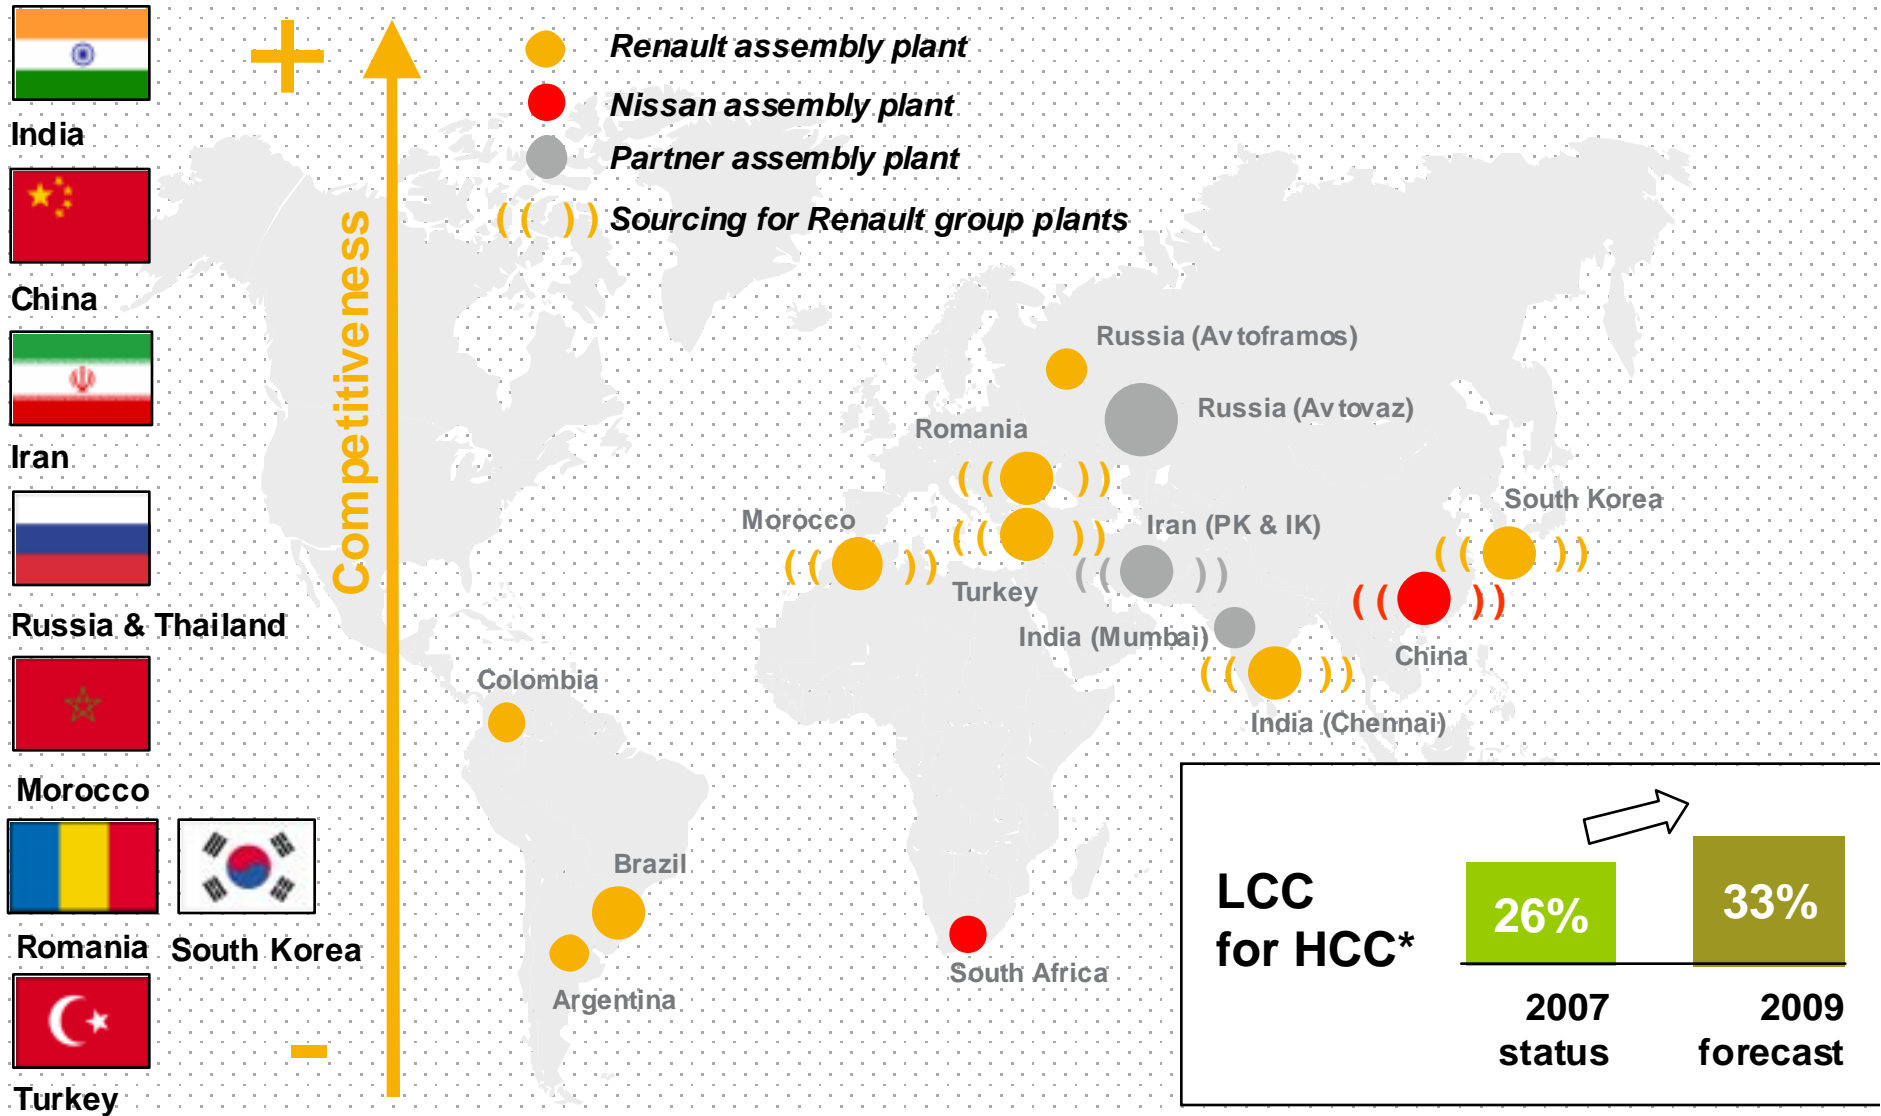 India
China
Iran
Russia & Thailand
Morocco
Romania
South Korea
Turkey
+
Competitiveness
-
Renault assembly plant
Nissan assembly plant
Partner assembly plant
(( )) Sourcing for Renault group plants
Russia (Avtoframos)
Russia (Avtovaz)
Romania
South Korea
Morocco
Iran (PK & IK)
Turkey
India (Mumbai)
China
Colombia
India (Chennai)
Brazil
South Africa
Argentina
LCC
for HCC*
26%
33%
2007
status
2009
forecast